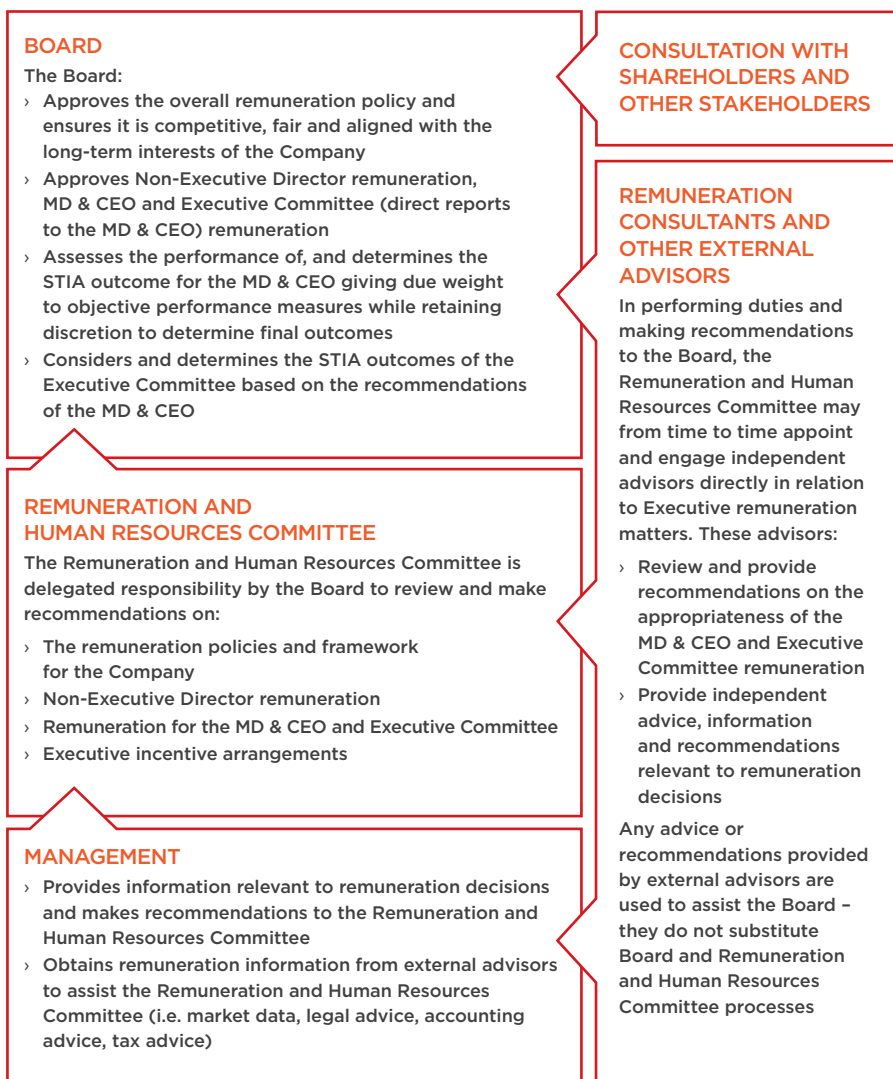 BOARD
The Board:
› Approves the overall remuneration policy and
ensures it is competitive, fair and aligned with the
long-term interests of the Company
› Approves Non-Executive Director remuneration,
MD & CEO and Executive Committee (direct reports
to the MD & CEO) remuneration
› Assesses the performance of, and determines the
STIA outcome for the MD & CEO giving due weight
to objective performance measures while retaining
discretion to determine final outcomes
› Considers and determines the STIA outcomes of the
Executive Committee based on the recommendations
of the MD & CEO
REMUNERATION AND
HUMAN RESOURCES COMMITTEE
The Remuneration and Human Resources Committee is
delegated responsibility by the Board to review and make
recommendations on:
› The remuneration policies and framework
for the Company
› Non-Executive Director remuneration
› Remuneration for the MD & CEO and Executive Committee
› Executive incentive arrangements
MANAGEMENT
› Provides information relevant to remuneration decisions
and makes recommendations to the Remuneration and
Human Resources Committee
› Obtains remuneration information from external advisors
to assist the Remuneration and Human Resources
Committee (i.e. market data, legal advice, accounting
advice, tax advice)
CONSULTATION WITH
SHAREHOLDERS AND
OTHER STAKEHOLDERS
REMUNERATION
CONSULTANTS AND
OTHER EXTERNAL
ADVISORS
In performing duties and
making recommendations
to the Board, the
Remuneration and Human
Resources Committee may
from time to time appoint
and engage independent
advisors directly in relation
to Executive remuneration
matters. These advisors:
› Review and provide
recommendations on the
appropriateness of the
MD & CEO and Executive
Committee remuneration
› Provide independent
advice, information
and recommendations
relevant to remuneration
decisions
Any advice or
recommendations provided
by external advisors are
used to assist the Board –
they do not substitute
Board and Remuneration
and Human Resources
Committee processes